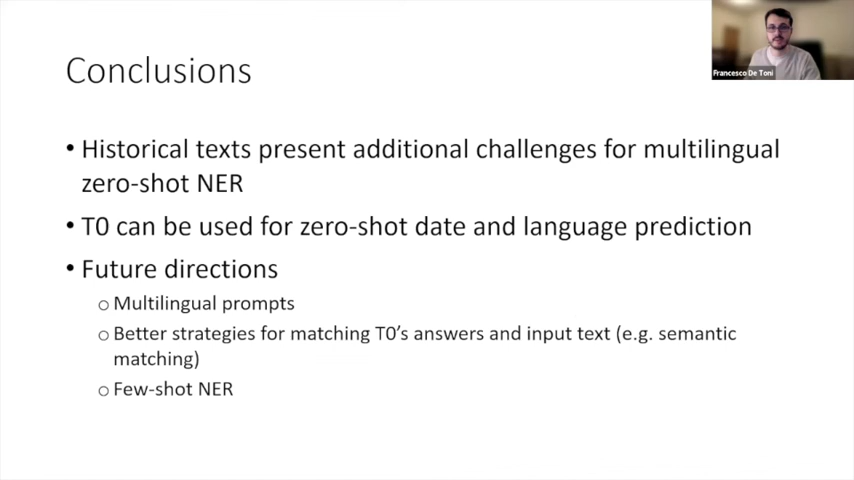 Francesco De Toni
Conclusions
• Historical texts present additional challenges for multilingual
zero-shot NER
• T0 can be used for zero-shot date and language prediction
• Future directions
o Multilingual prompts
o Better strategies for matching T0's answers and input text (e.g. semantic
matching)
o Few-shot NER